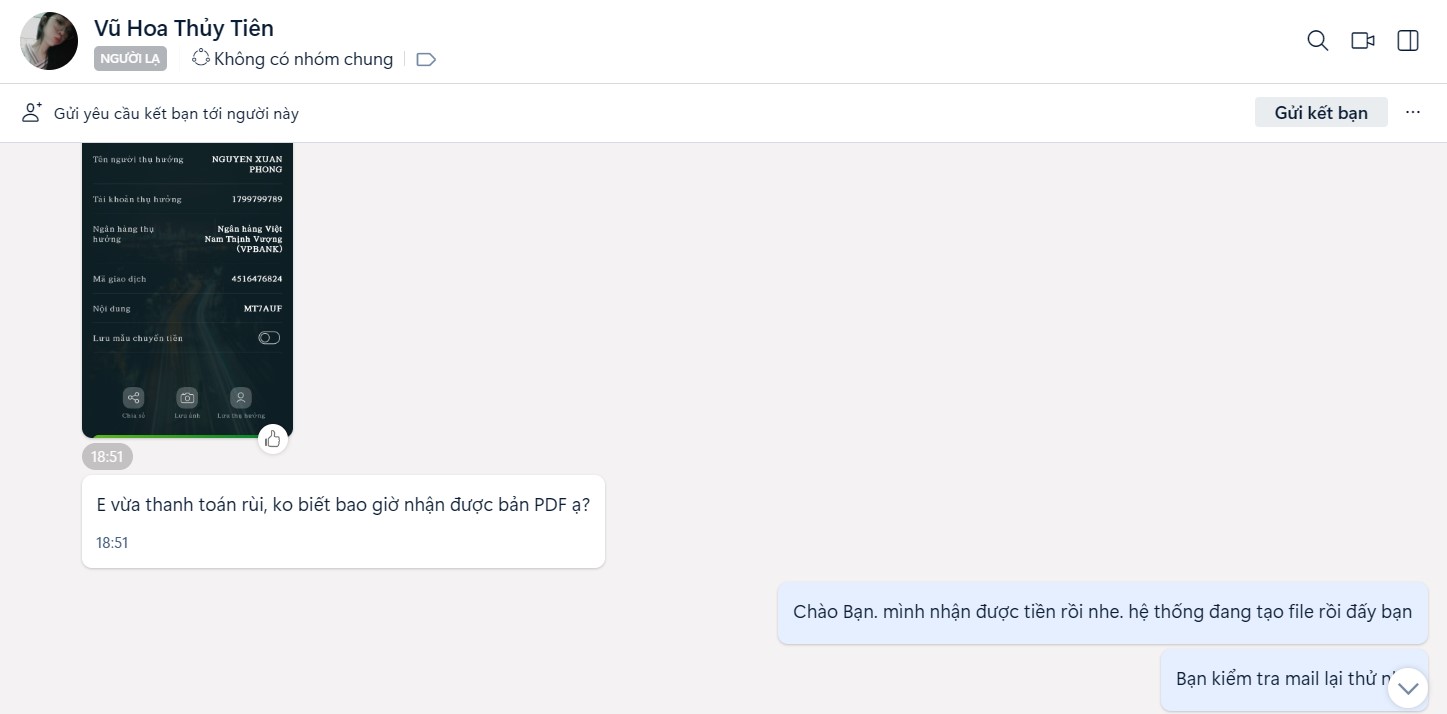 Vũ Hoa Thủy Tiên
NGƯỜI LẠ
Không có nhóm chung
Gửi yêu cầu kết bạn tới người này
Gửi kết bạn
Tên người thụ hưởng
NGUYEN XUAN
PHONG
Tài khoản thụ hưởng
1799799789
Ngân hàng thụ
hưởng
Ngân hàng Việt
Nam Thịnh Vượng
(VPBANK)
Mã giao dịch
4516476824
Nội dung
MT7AUF
Lưu mẫu chuyển tiền
Chia sẻ
Lưu ảnh
Lưu thụ hưởng
18:51
E vừa thanh toán rùi, ko biết bao giờ nhận được bản PDF ạ?
18:51
Chào Bạn. mình nhận được tiền rồi nhe. hệ thống đang tạo file rồi đấy bạn
Bạn kiểm tra mail lại thử